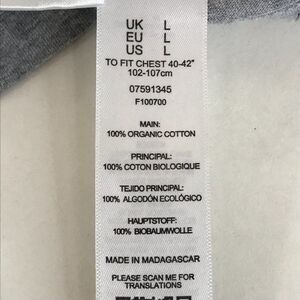 UK L
EU L
US L
TO FIT CHEST 40-42"
102-107cm
07591345
F100700
MAIN:
100% ORGANIC COTTON
PRINCIPAL:
100% COTON BIOLOGIQUE
TEJIDO PRINCIPAL:
100% ALGODÓN ECOLÓGICO
HAUPTSTOFF:
100% BIOBAUMWOLLE
MADE IN MADAGASCAR
PLEASE SCAN ME FOR
TRANSLATIONS